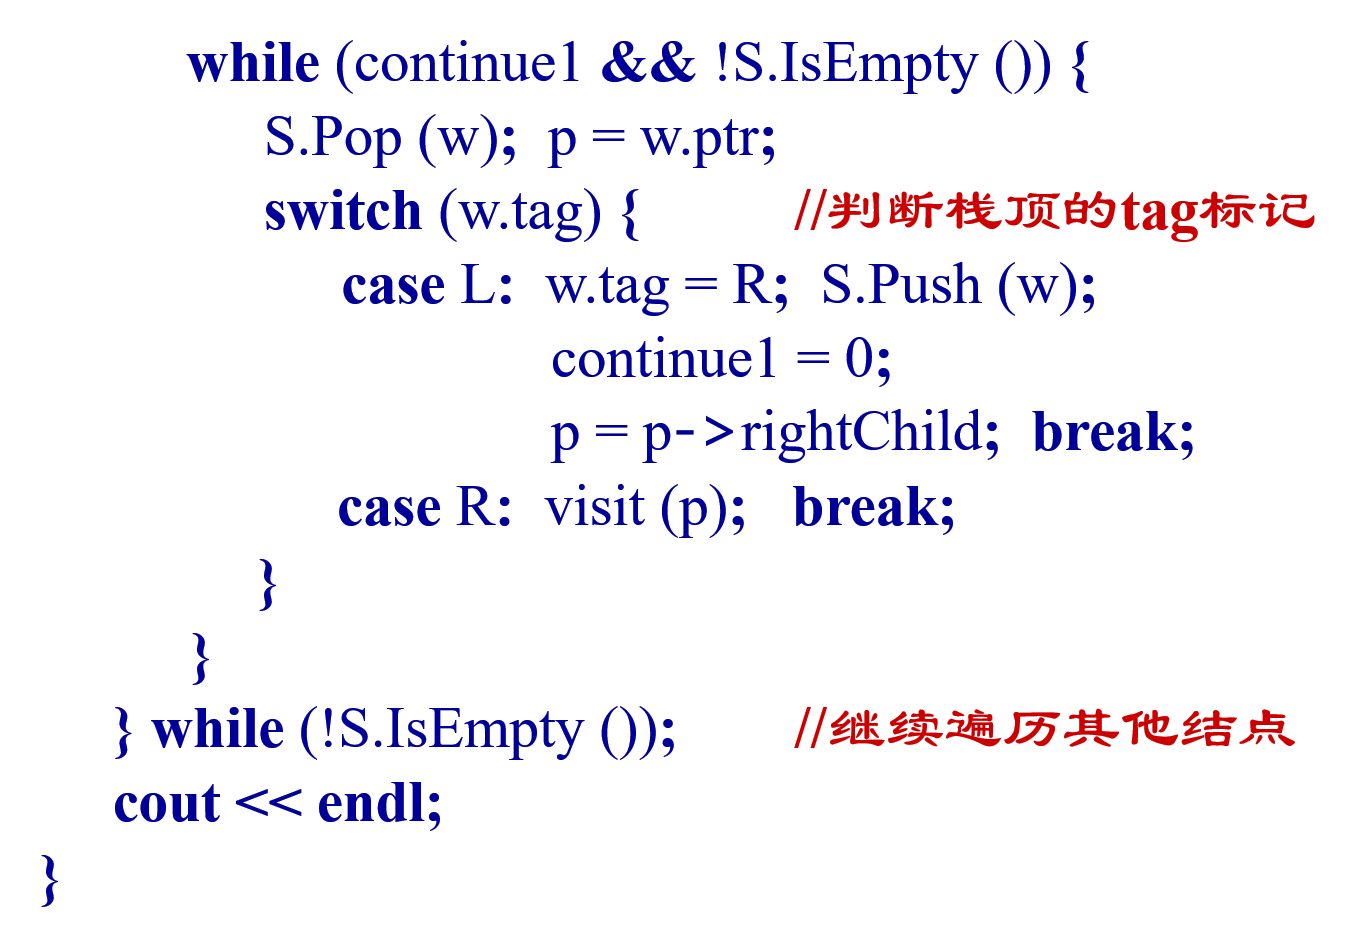 while (continue1 && !S.IsEmpty ()) {
S.Pop (w); p = w.ptr;
switch (w.tag) { //判断栈顶的tag标记
case L: w.tag = R; S.Push (w);
continue1 = 0;
p = p->rightChild; break;
case R: visit (p); break;
}
}
} while (!S.IsEmpty ()); //继续遍历其他结点
cout << endl;
}